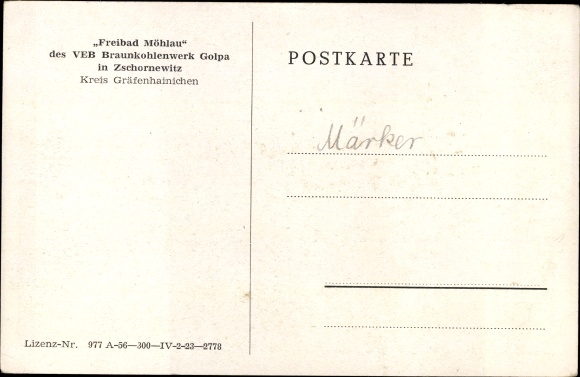 „Freibad Möhlau“
des VEB Braunkohlenwerk Golpa
in Zschornewitz
Kreis Gräfenhainichen
POSTKARTE
Märker
Lizenz-Nr. 977 A-56—300—IV-2-23—2778